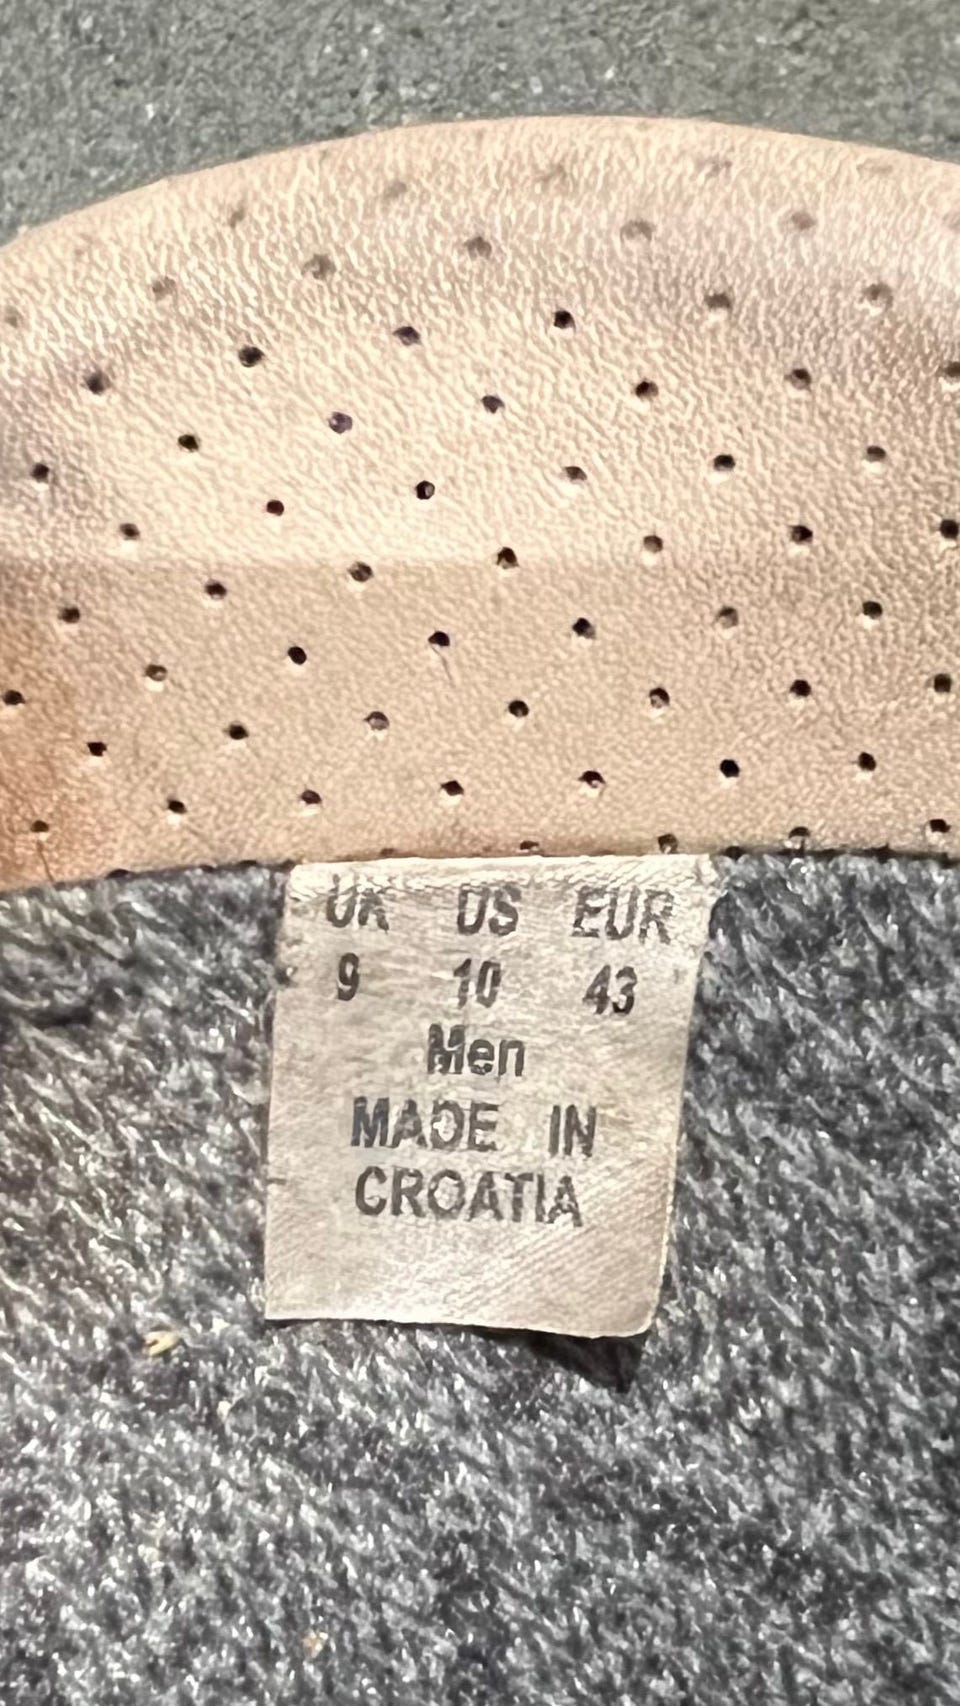 UK US EUR
9 10 43
Men
MADE IN
CROATIA